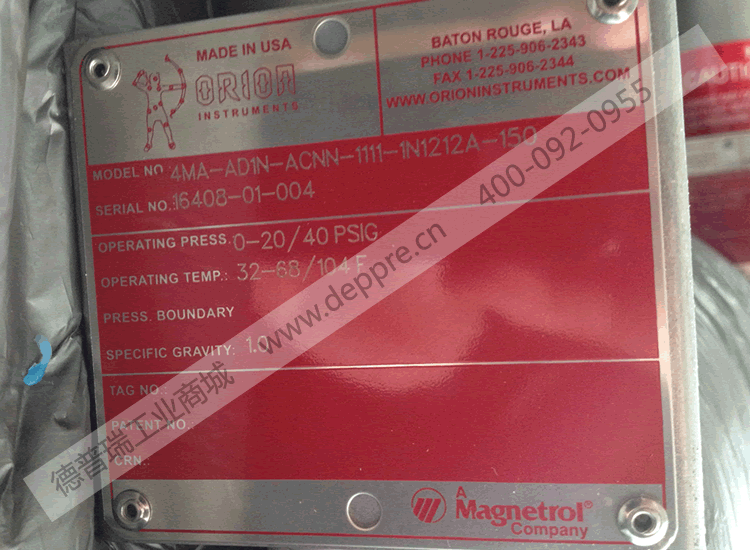 MADE IN USA
ORION
INSTRUMENTS
BATON ROUGE, LA
PHONE 1-225-906-2343
FAX 1-225-906-2344
WWW.ORIONINSTRUMENTS.COM
CAUTION
MODEL NO. 4MA-AD1N-ACNN-1111-1N1212A-150
SERIAL NO. 16408-01-004
OPERATING PRESS. 0-20/40 PSIG
OPERATING TEMP.: 32-68/104 F
PRESS. BOUNDARY
SPECIFIC GRAVITY: 1.0
TAG NO.:
PATENT NO.:
CRN.:
A
Magnetrol®
Company
德普瑞工业商城 www.deppre.cn 400-092-0955